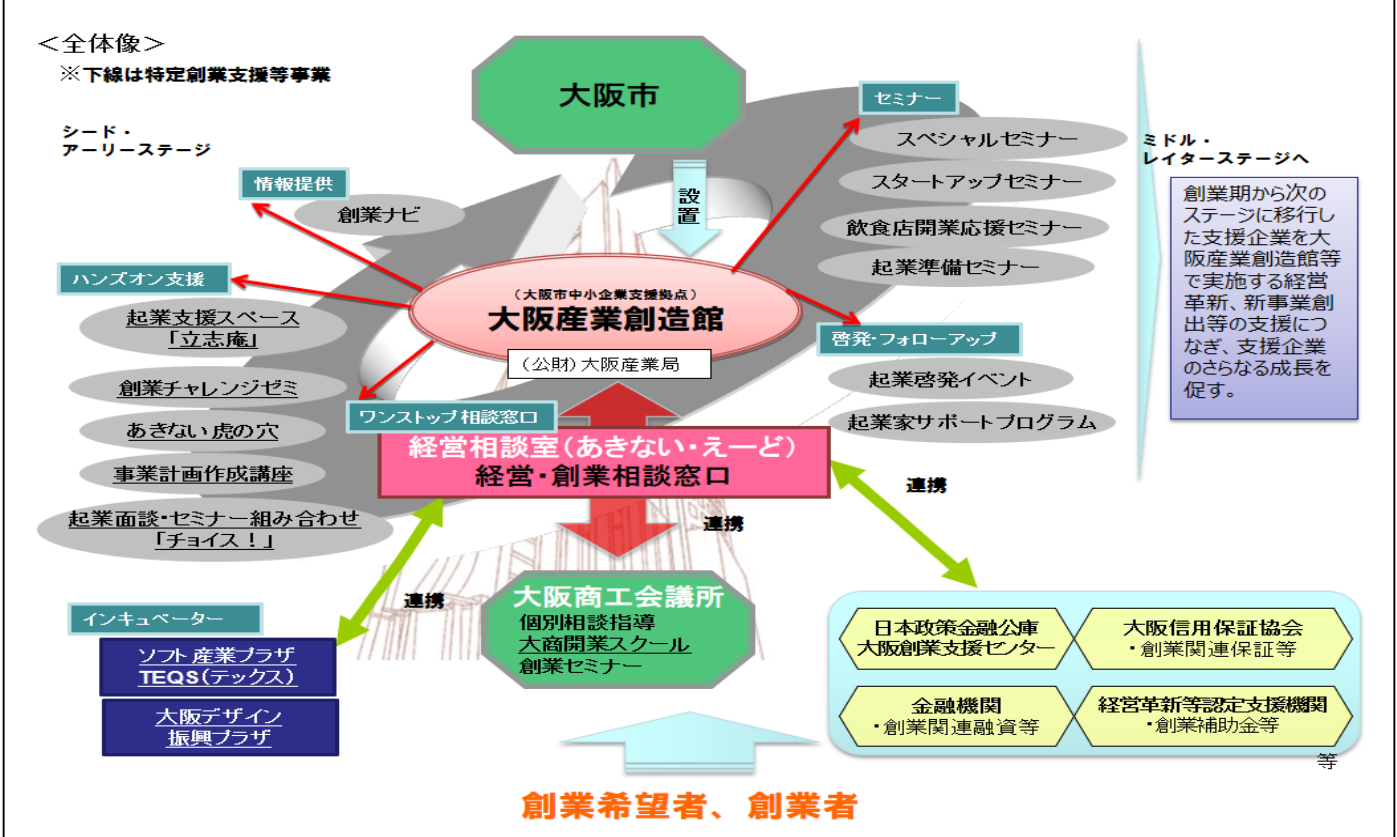 ＜全体像＞
※下線は特定創業支援等事業
シード・
アーリーステージ
大阪市
設置
情報提供
創業ナビ
ハンズオン支援
起業支援スペース
「立志庵」
創業チャレンジゼミ
あきない虎の穴
事業計画作成講座
起業面談・セミナー組み合わせ
「チョイス！」
（大阪市中小企業支援拠点）
大阪産業創造館
（公財）大阪産業局
セミナー
スペシャルセミナー
スタートアップセミナー
飲食店開業応援セミナー
起業準備セミナー
啓発・フォローアップ
起業啓発イベント
起業家サポートプログラム
ミドル・
レイターステージへ
創業期から次の
ステージに移行し
た支援企業を大
阪産業創造館等
で実施する経営
革新、新事業創
出等の支援につ
なぎ、支援企業
のさらなる成長を
促す。
ワンストップ相談窓口
経営相談室（あきない・えーど）
経営・創業相談窓口
連携
連携
連携
大阪商工会議所
個別相談指導
大商開業スクール
創業セミナー
インキュベーター
ソフト産業プラザ
TEQS（テックス）
大阪デザイン
振興プラザ
日本政策金融公庫
大阪創業支援センター
大阪信用保証協会
・創業関連保証等
金融機関
・創業関連融資等
経営革新等認定支援機関
・創業補助金等
等
創業希望者、創業者